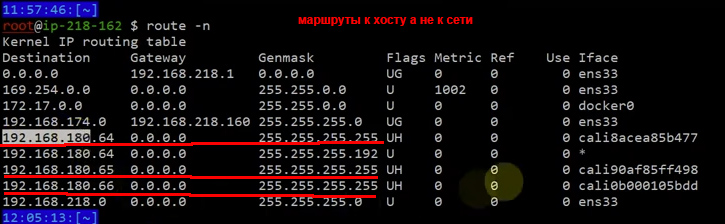 11:57:46:[~]
маршруты к хосту а не к сети
root@ip-218-162 $ route -n
Kernel IP routing table
Destination Gateway Genmask Flags Metric Ref Use Iface
0.0.0.0 192.168.218.1 0.0.0.0 UG 0 0 0 ens33
169.254.0.0 0.0.0.0 255.255.0.0 U 1002 0 0 ens33
172.17.0.0 0.0.0.0 255.255.0.0 U 0 0 0 docker0
192.168.174.0 192.168.218.160 255.255.255.0 UG 0 0 0 ens33
192.168.180.64 0.0.0.0 255.255.255.255 UH 0 0 0 cali8acea85b477
192.168.180.64 0.0.0.0 255.255.255.192 U 0 0 0 *
192.168.180.65 0.0.0.0 255.255.255.255 UH 0 0 0 cali90af85ff498
192.168.180.66 0.0.0.0 255.255.255.255 UH 0 0 0 cali0b000105bdd
192.168.218.0 0.0.0.0 255.255.255.0 U 0 0 0 ens33
12:05:13:[~]